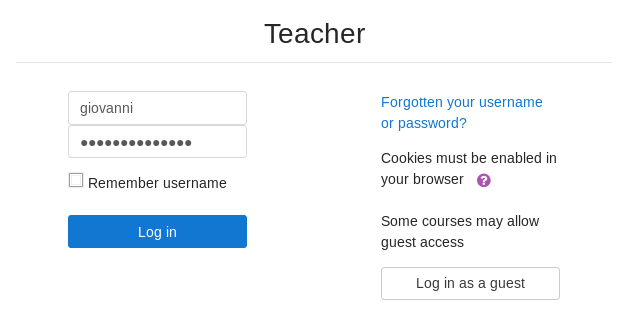 Teacher
giovanni
●●●●●●●●●●●●●●
Remember username
Log in
Forgotten your username
or password?
Cookies must be enabled in
your browser ?
Some courses may allow
guest access
Log in as a guest